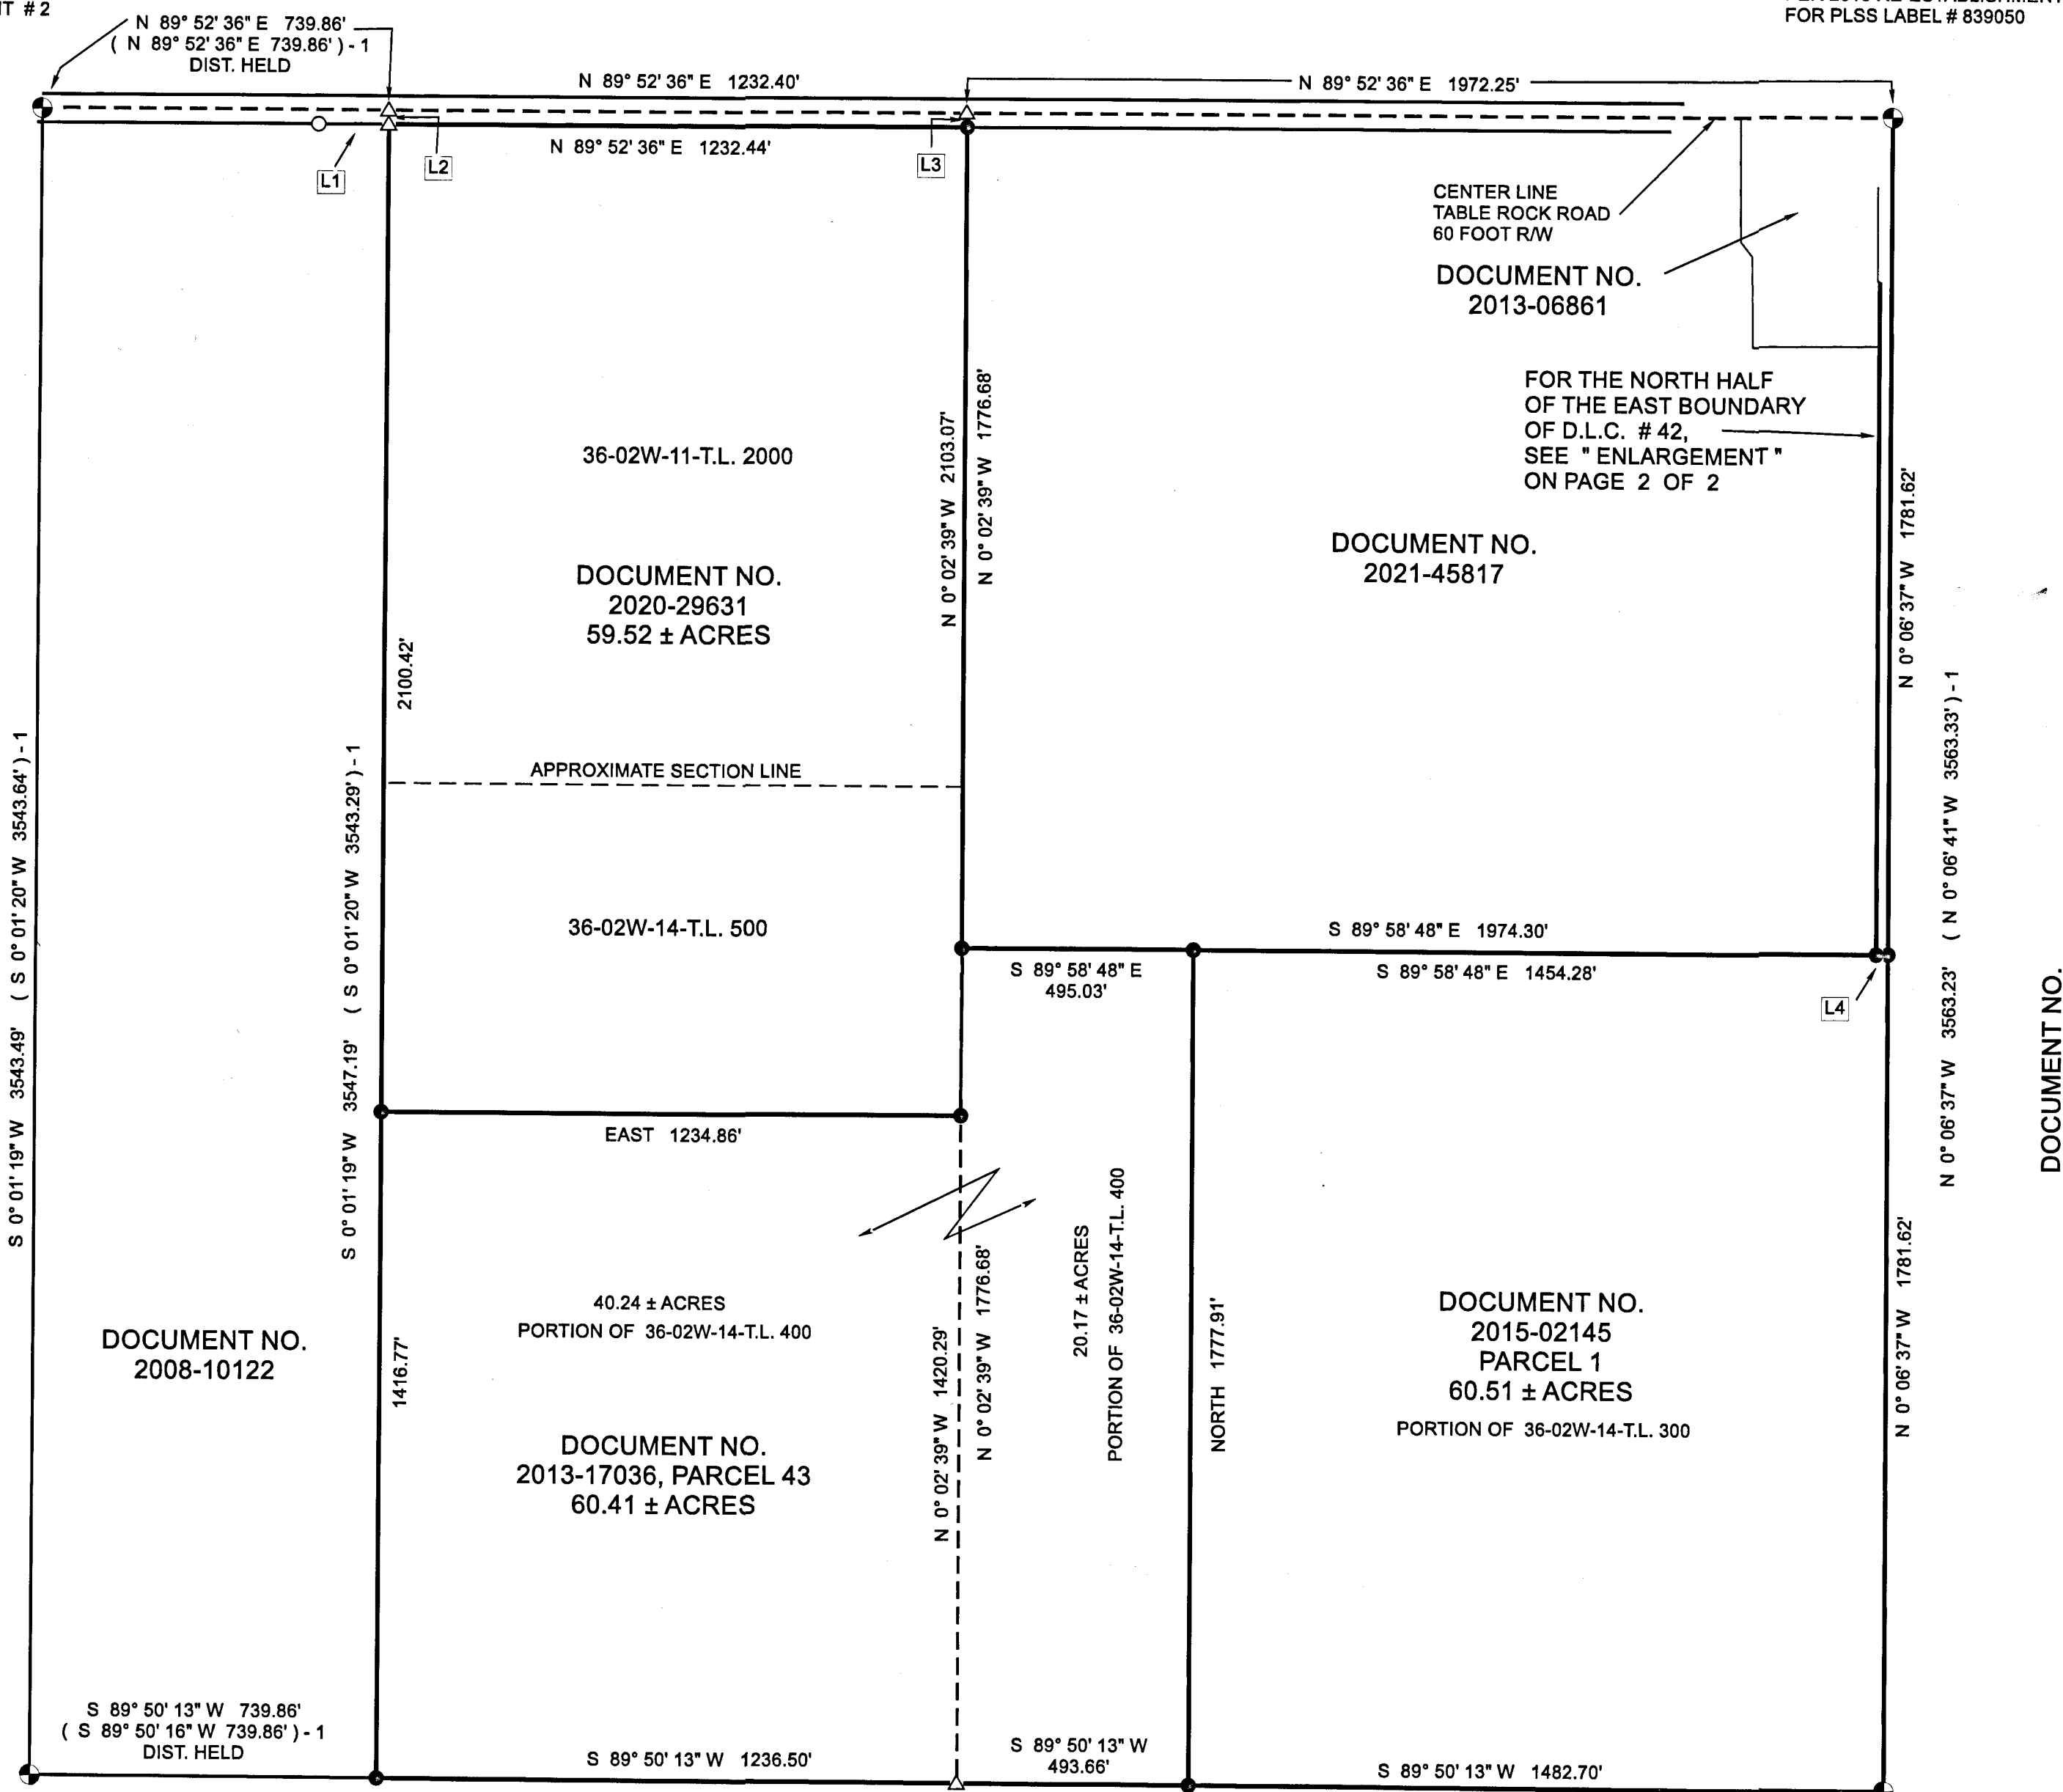 # 2
FOR PLSS LABEL # 839050
N 89° 52' 36" E 739.86'
( N 89° 52' 36" E 739.86' ) - 1
DIST. HELD
N 89° 52' 36" E 1232.40'
N 89° 52' 36" E 1972.25'
N 89° 52' 36" E 1232.44'
L1
L2
L3
CENTER LINE
TABLE ROCK ROAD
60 FOOT R/W
DOCUMENT NO.
2013-06861
FOR THE NORTH HALF
OF THE EAST BOUNDARY
OF D.L.C. # 42,
SEE " ENLARGEMENT "
ON PAGE 2 OF 2
36-02W-11-T.L. 2000
N 0° 02' 39" W 2103.07'
N 0° 02' 39" W 1776.68'
N 0° 06' 37" W 1781.62'
DOCUMENT NO.
2020-29631
59.52 ± ACRES
DOCUMENT NO.
2021-45817
2100.42'
APPROXIMATE SECTION LINE
S 0° 01' 19" W 3543.49' ( S 0° 01' 20" W 3543.64' ) - 1
S 0° 01' 19" W 3547.19' ( S 0° 01' 20" W 3543.29' ) - 1
N 0° 06' 37" W 3563.23' ( N 0° 06' 41" W 3563.33' ) - 1
36-02W-14-T.L. 500
S 89° 58' 48" E 1974.30'
S 89° 58' 48" E
495.03'
S 89° 58' 48" E 1454.28'
L4
DOCUMENT NO.
EAST 1234.86'
40.24 ± ACRES
PORTION OF 36-02W-14-T.L. 400
N 0° 02' 39" W 1420.29'
N 0° 02' 39" W 1776.68'
20.17 ± ACRES
PORTION OF 36-02W-14-T.L. 400
NORTH 1777.91'
DOCUMENT NO.
2015-02145
PARCEL 1
60.51 ± ACRES
PORTION OF 36-02W-14-T.L. 300
N 0° 06' 37" W 1781.62'
DOCUMENT NO.
2008-10122
1416.77'
DOCUMENT NO.
2013-17036, PARCEL 43
60.41 ± ACRES
S 89° 50' 13" W 739.86'
( S 89° 50' 16" W 739.86' ) - 1
DIST. HELD
S 89° 50' 13" W 1236.50'
S 89° 50' 13" W
493.66'
S 89° 50' 13" W 1482.70'